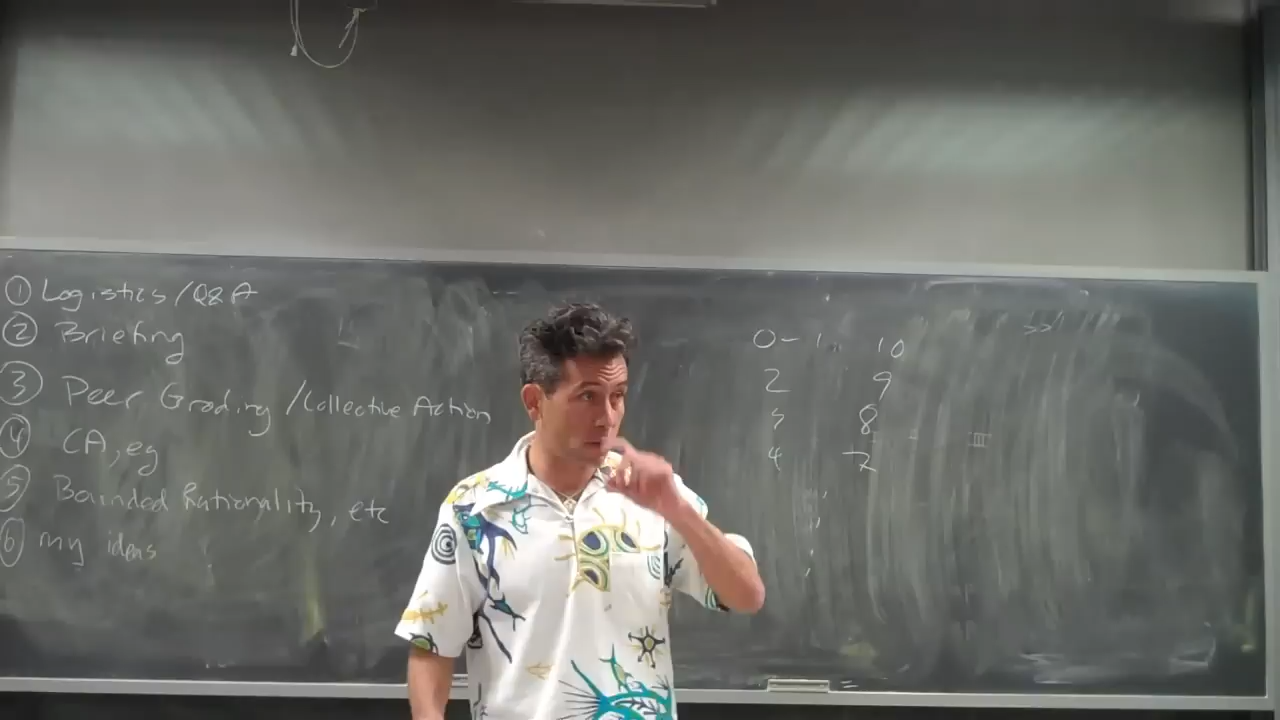 ① Logistics/Q&A
② Briefing
③ Peer Grading/Collective Action
④ CA, eg
⑤ Bounded Rationality, etc
⑥ my ideas
0-1 10
2 9
3 8
4 7